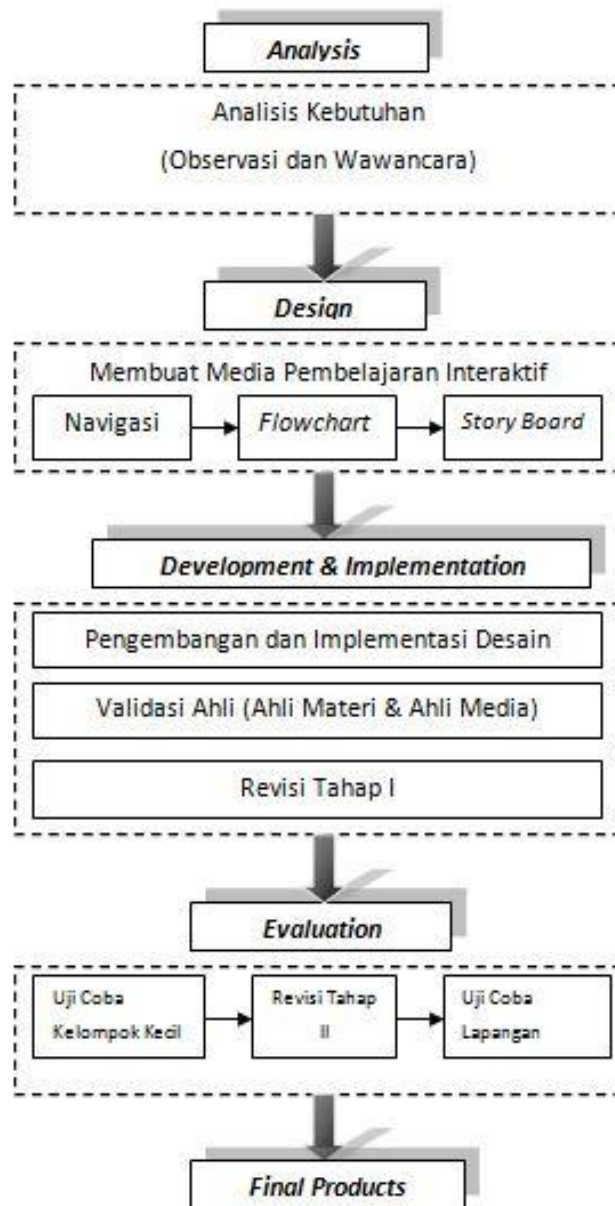 Analysis
Analisis Kebutuhan
(Observasi dan Wawancara)
Design
Membuat Media Pembelajaran Interaktif
Navigasi
Flowchart
Story Board
Development & Implementation
Pengembangan dan Implementasi Desain
Validasi Ahli (Ahli Materi & Ahli Media)
Revisi Tahap I
Evaluation
Uji Coba
Kelompok Kecil
Revisi Tahap
II
Uji Coba
Lapangan
Final Products